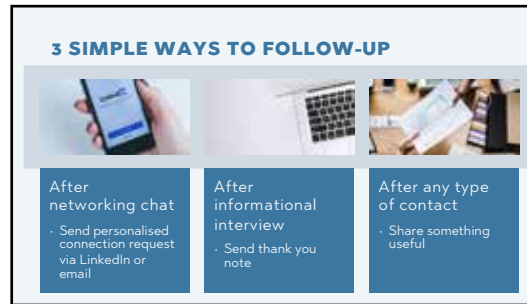 3 SIMPLE WAYS TO FOLLOW-UP
After
networking chat
· Send personalised
connection request
via LinkedIn or
email
After
informational
interview
· Send thank you
note
After any type
of contact
· Share something
useful